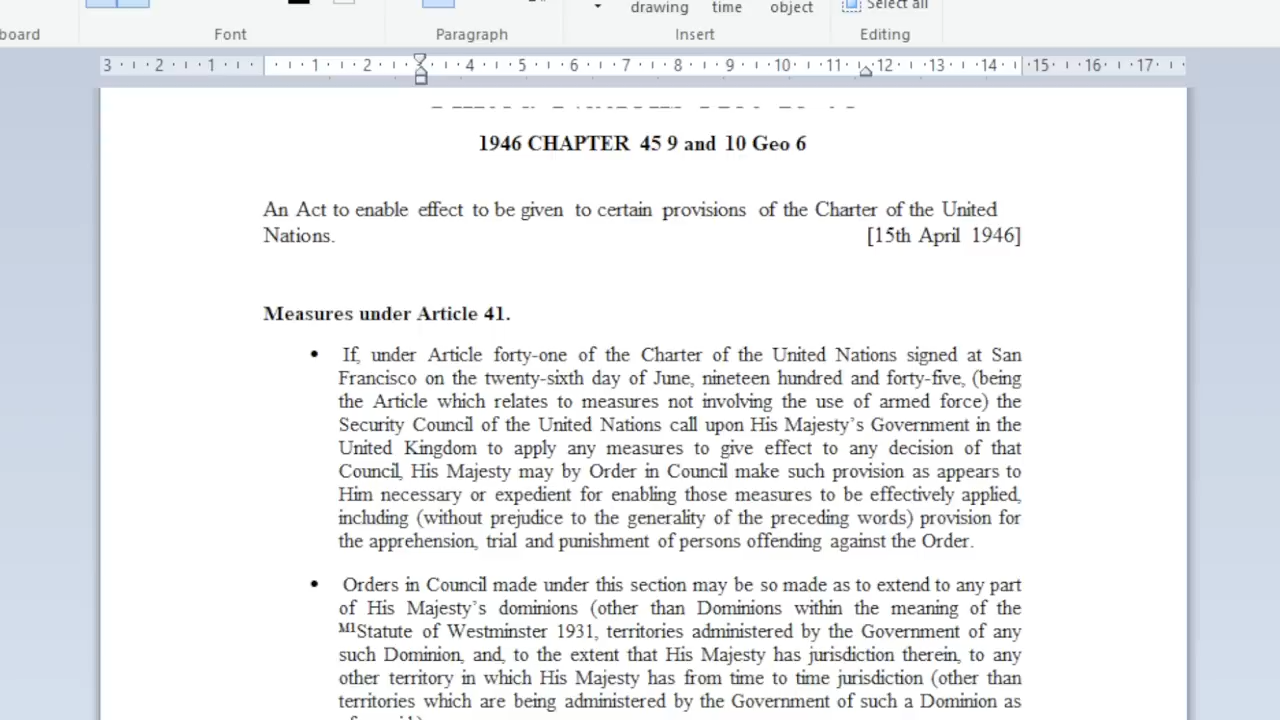 board
Font
Paragraph
drawing time object
Insert
Select all
Editing
3 2 1 1 2 4 5 6 7 8 9 10 11 12 13 14 15 16 17
1946 CHAPTER 45 9 and 10 Geo 6
An Act to enable effect to be given to certain provisions of the Charter of the United
Nations. [15th April 1946]
Measures under Article 41.
• If, under Article forty-one of the Charter of the United Nations signed at San
Francisco on the twenty-sixth day of June, nineteen hundred and forty-five, (being
the Article which relates to measures not involving the use of armed force) the
Security Council of the United Nations call upon His Majesty's Government in the
United Kingdom to apply any measures to give effect to any decision of that
Council, His Majesty may by Order in Council make such provision as appears to
Him necessary or expedient for enabling those measures to be effectively applied,
including (without prejudice to the generality of the preceding words) provision for
the apprehension, trial and punishment of persons offending against the Order.
• Orders in Council made under this section may be so made as to extend to any part
of His Majesty's dominions (other than Dominions within the meaning of the
M1Statute of Westminster 1931, territories administered by the Government of any
such Dominion, and, to the extent that His Majesty has jurisdiction therein, to any
other territory in which His Majesty has from time to time jurisdiction (other than
territories which are being administered by the Government of such a Dominion as